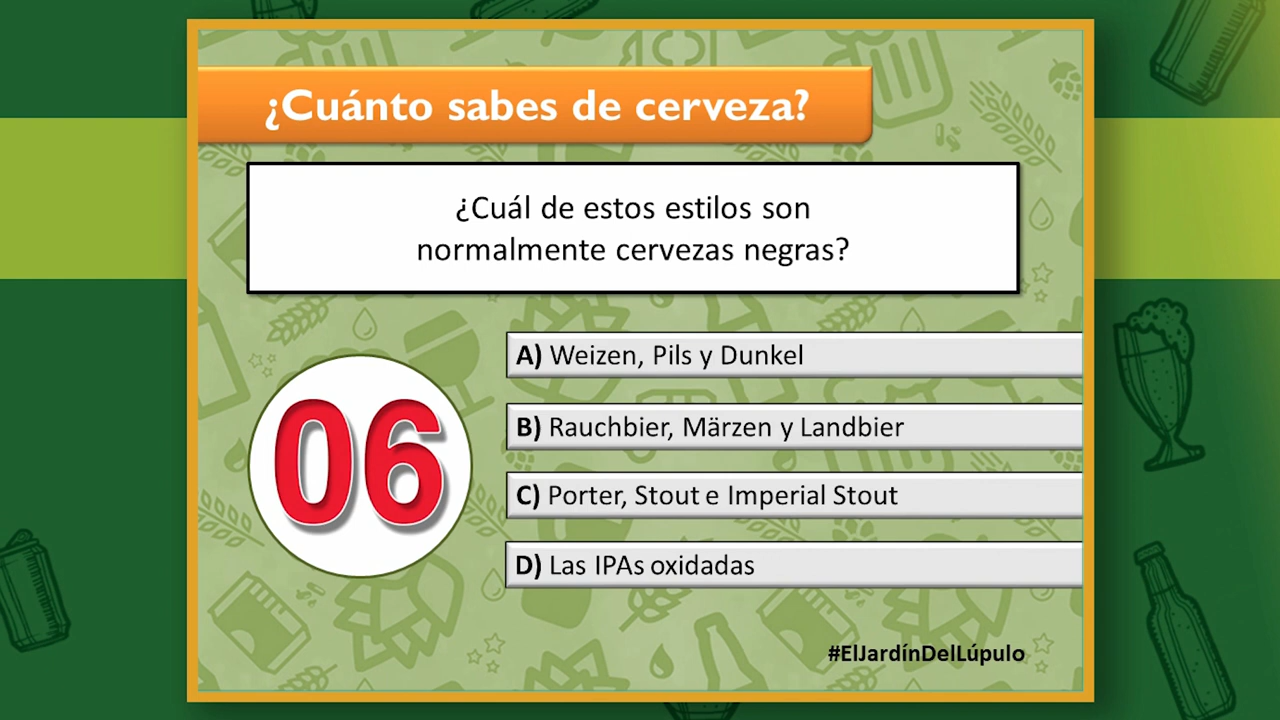 ¿Cuánto sabes de cerveza?
¿Cuál de estos estilos son
normalmente cervezas negras?
06
A) Weizen, Pils y Dunkel
B) Rauchbier, Märzen y Landbier
C) Porter, Stout e Imperial Stout
D) Las IPAs oxidadas
#ElJardínDelLúpulo